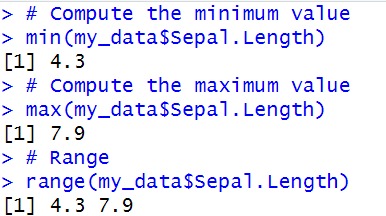 > # Compute the minimum value
> min(my_data$Sepal.Length)
[1] 4.3
> # Compute the maximum value
> max(my_data$Sepal.Length)
[1] 7.9
> # Range
> range(my_data$Sepal.Length)
[1] 4.3 7.9